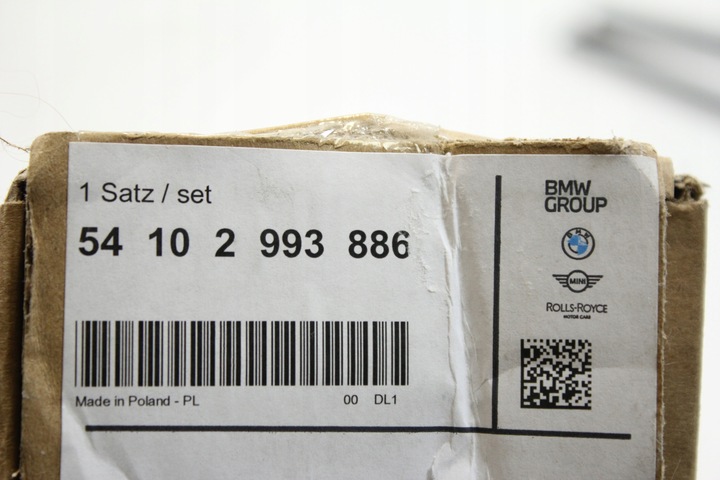 1 Satz / set
54 10 2 993 886
Made in Poland - PL 00 DL1
BMW
GROUP
BMW
MINI
ROLLS-ROYCE
MOTOR CARS